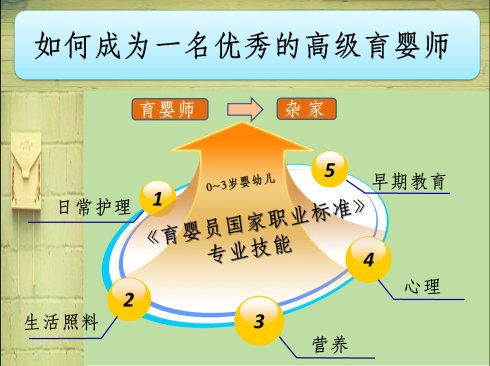 如何成为一名优秀的高级育婴师
育婴师
杂家
0~3岁婴幼儿
《育婴员国家职业标准》
专业技能
1
日常护理
2
生活照料
3
营养
4
心理
5
早期教育